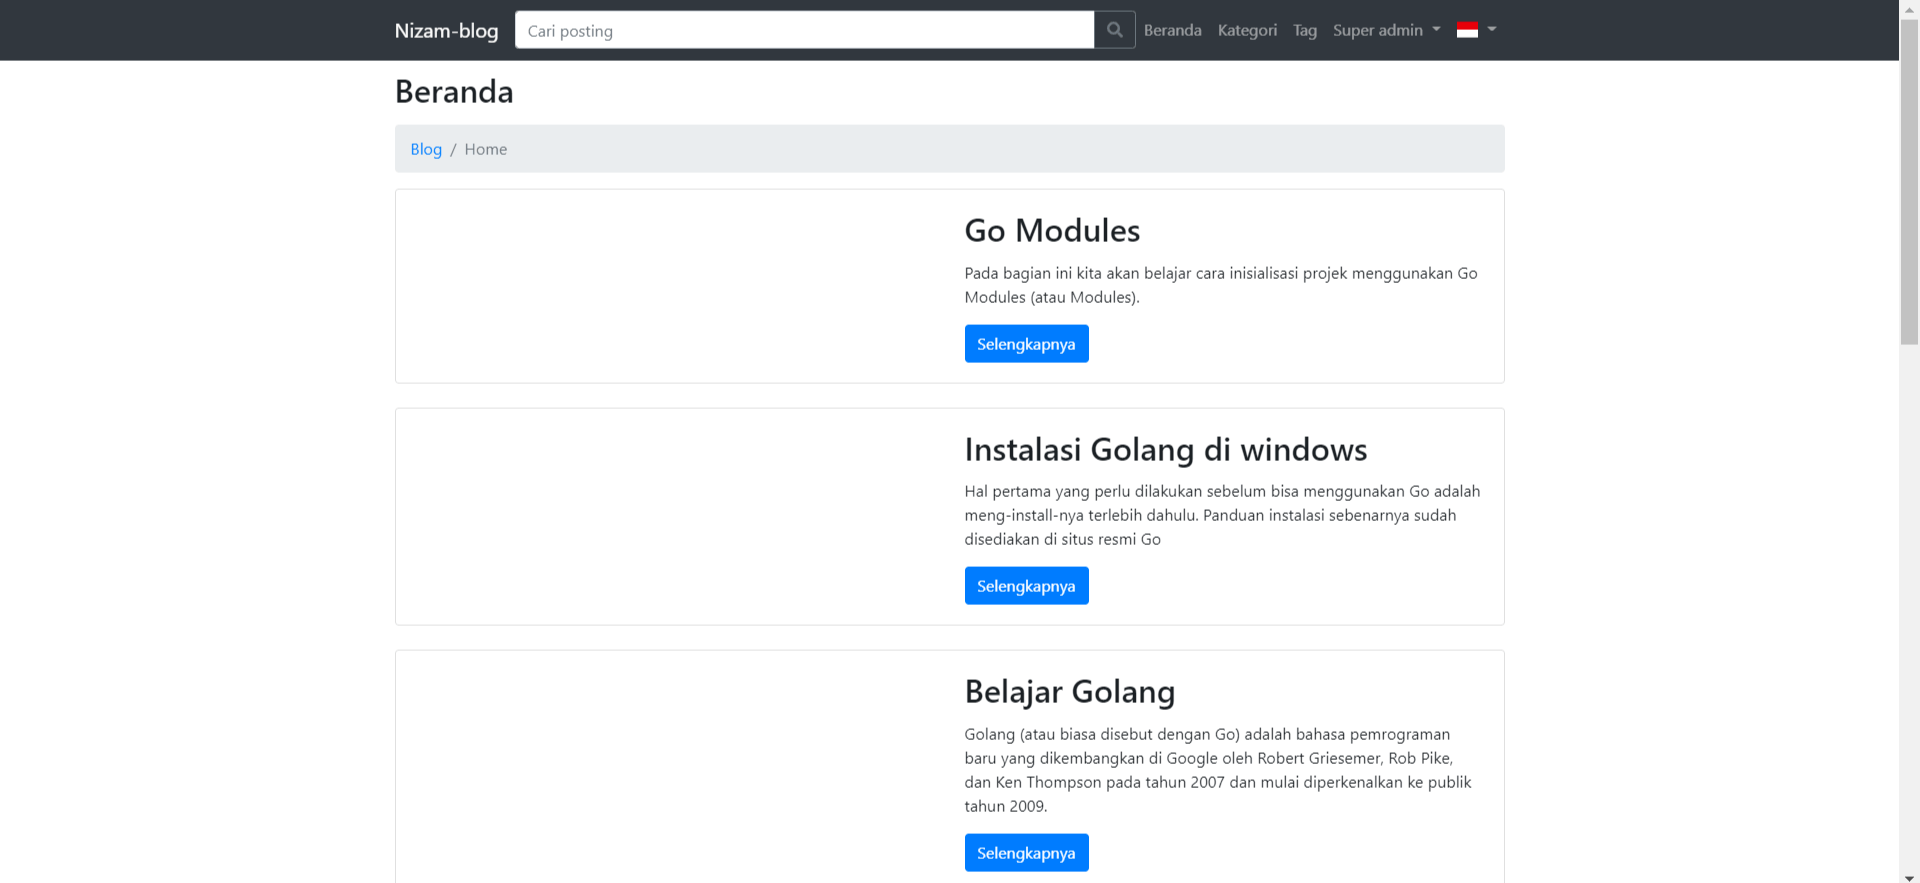 Nizam-blog
Cari posting
Beranda
Kategori
Tag
Super admin
Beranda
Blog / Home
Go Modules
Pada bagian ini kita akan belajar cara inisialisasi projek menggunakan Go
Modules (atau Modules).
Selengkapnya
Instalasi Golang di windows
Hal pertama yang perlu dilakukan sebelum bisa menggunakan Go adalah
meng-install-nya terlebih dahulu. Panduan instalasi sebenarnya sudah
disediakan di situs resmi Go
Selengkapnya
Belajar Golang
Golang (atau biasa disebut dengan Go) adalah bahasa pemrograman
baru yang dikembangkan di Google oleh Robert Griesemer, Rob Pike,
dan Ken Thompson pada tahun 2007 dan mulai diperkenalkan ke publik
tahun 2009.
Selengkapnya